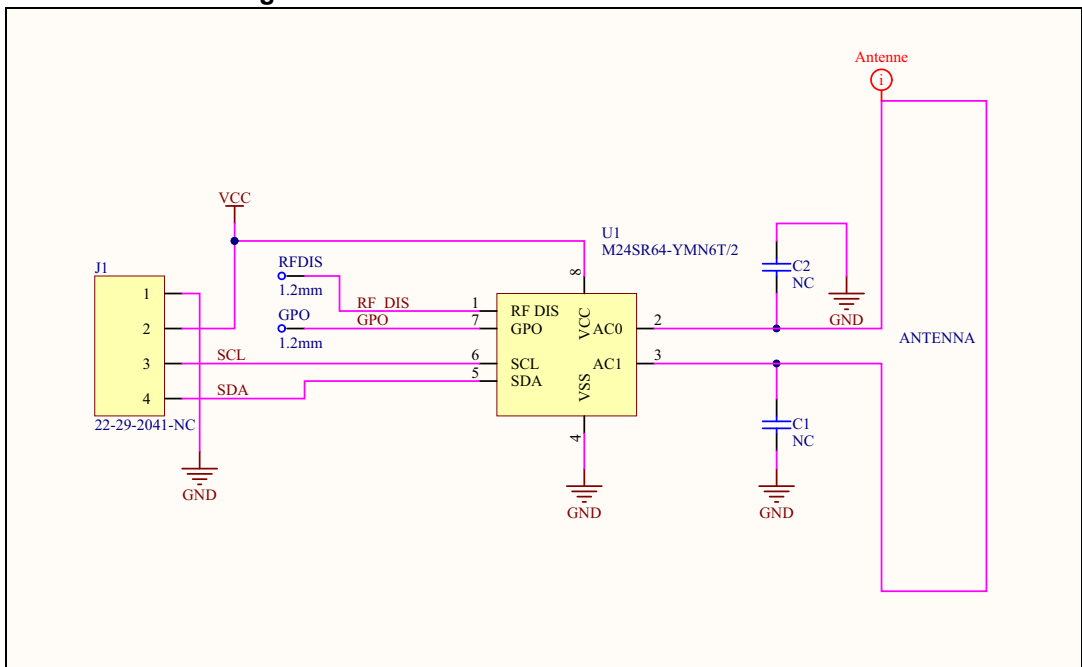 g
Antenne
i
VCC
U1
M24SR64-YMN6T/2
J1
RFDIS
1.2mm
GPO
1.2mm
RF_DIS
GPO
SCL
SDA
1
2
3
4
22-29-2041-NC
GND
1
7
6
5
8
RF DIS
GPO
SCL
SDA
VCC
VSS
AC0
AC1
2
3
4
GND
C2
NC
GND
ANTENNA
C1
NC
GND